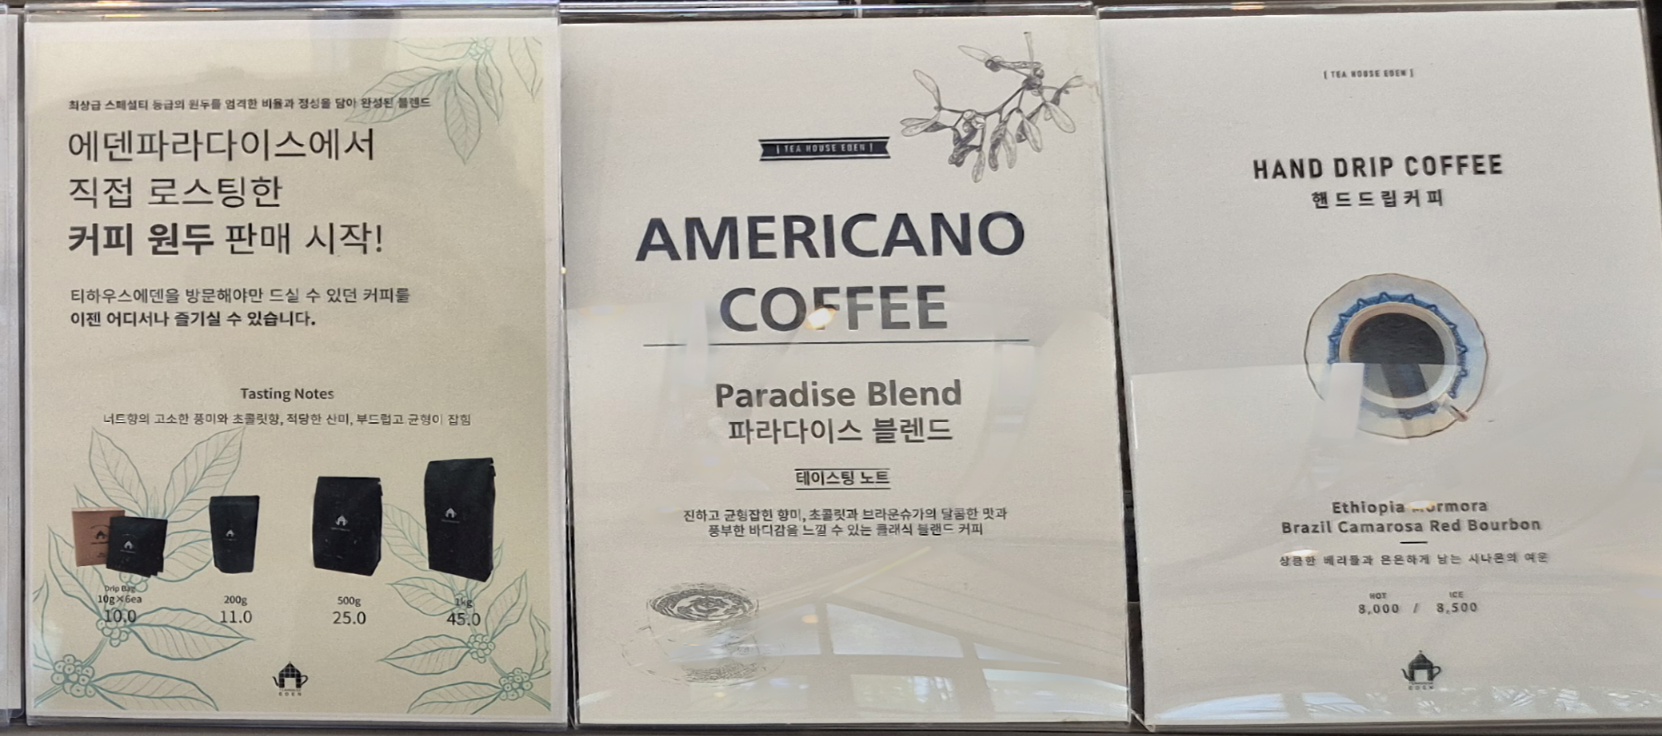 최상급 스페셜티 등급의 원두를 엄격한 비율과 정성을 담아 완성된 블렌드
에덴파라다이스에서
직접 로스팅한
커피 원두 판매 시작!
티하우스에덴을 방문해야만 드실 수 있던 커피를
이젠 어디서나 즐기실 수 있습니다.
Tasting Notes
너트향의 고소한 풍미와 초콜릿향, 적당한 산미, 부드럽고 균형이 잡힘
Drip Bag
10g×6ea
10.0
200g
11.0
500g
25.0
1kg
45.0
EDEN
[ TEA HOUSE EDEN ]
AMERICANO
COFFEE
Paradise Blend
파라다이스 블렌드
테이스팅 노트
진하고 균형잡힌 향미, 초콜릿과 브라운슈가의 달콤한 맛과
풍부한 바디감을 느낄 수 있는 클래식 블랜드 커피
[ TEA HOUSE EDEN ]
HAND DRIP COFFEE
핸드드립커피
Ethiopia
Brazil Camarosa Red Bourbon
상큼한 베리들과 은은하게 남는 시나몬의 여운
HOT ICE
8,000 / 8,500
EDEN